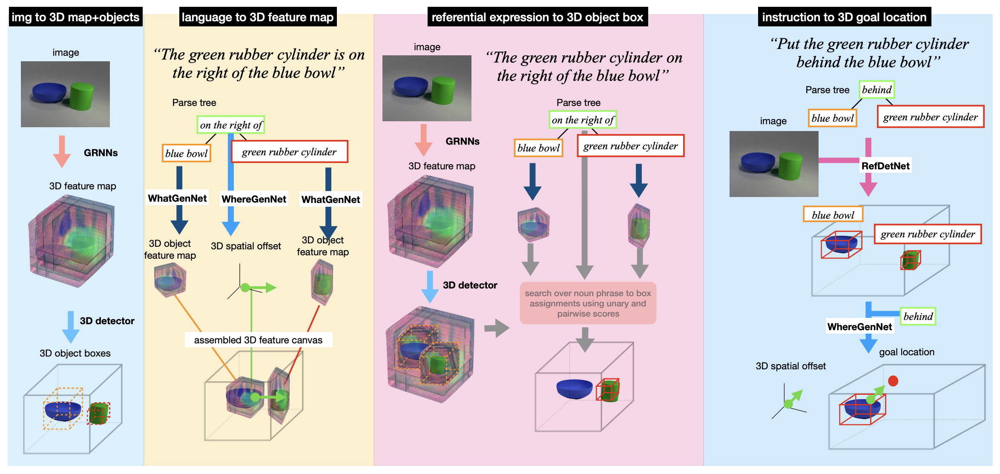 img to 3D map+objects
image
GRNNs
3D feature map
3D detector
3D object boxes
language to 3D feature map
“The green rubber cylinder is on
the right of the blue bowl”
Parse tree
on the right of
blue bowl
green rubber cylinder
WhatGenNet
WhereGenNet
WhatGenNet
3D object
feature map
3D spatial offset
3D object
feature map
assembled 3D feature canvas
referential expression to 3D object box
image
“The green rubber cylinder on
the right of the blue bowl”
GRNNs
Parse tree
on the right of
blue bowl
green rubber cylinder
3D feature map
3D detector
search over noun phrase to box
assignments using unary and
pairwise scores
instruction to 3D goal location
“Put the green rubber cylinder
behind the blue bowl”
Parse tree
behind
blue bowl
green rubber cylinder
image
RefDetNet
blue bowl
green rubber cylinder
behind
WhereGenNet
goal location
3D spatial offset